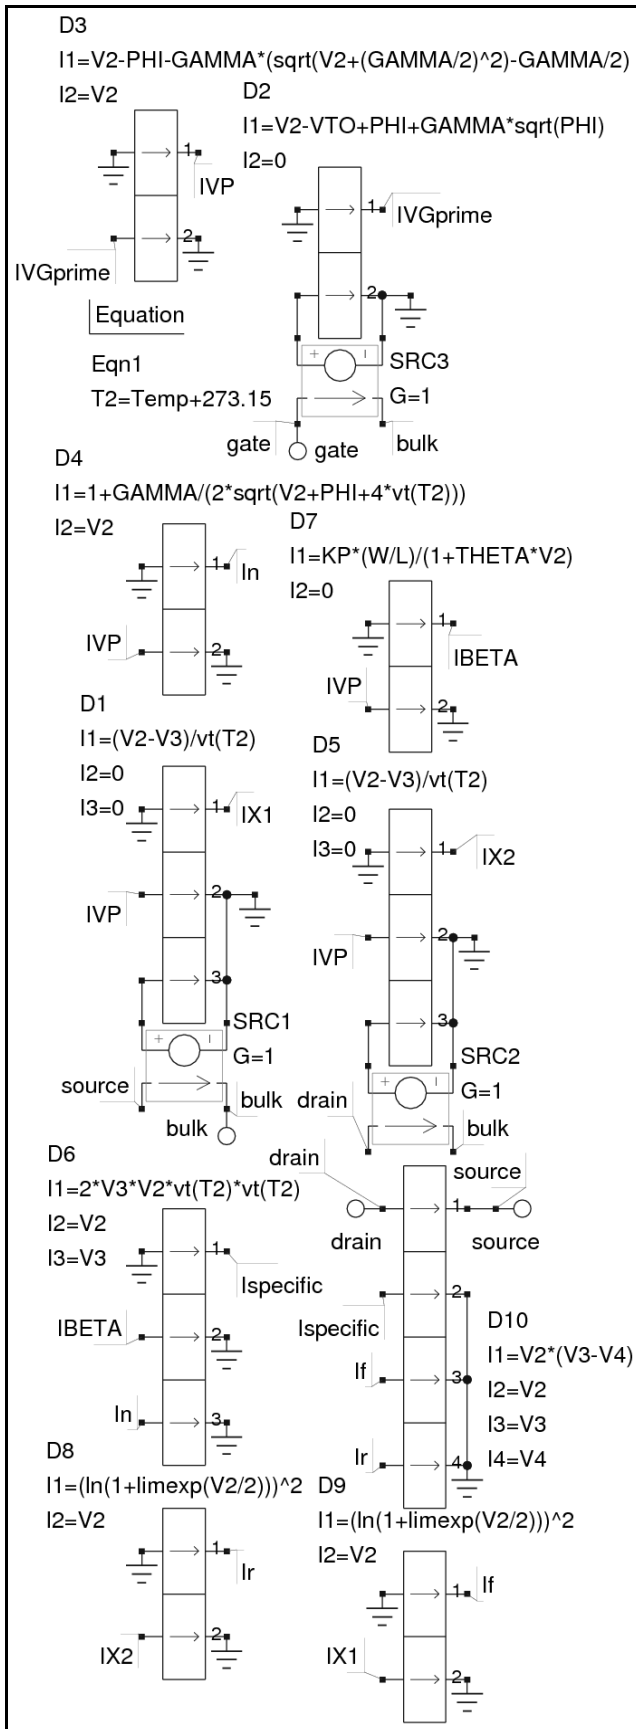 D3
I1=V2-PHI-GAMMA*(sqrt(V2+(GAMMA/2)^2)-GAMMA/2)
I2=V2
1
IVP
2
IVGprime
D2
I1=V2-VTO+PHI+GAMMA*sqrt(PHI)
I2=0
1
IVGprime
2
+ - SRC3
G=1
gate
gate
bulk
Equation
Eqn1
T2=Temp+273.15
D4
I1=1+GAMMA/(2*sqrt(V2+PHI+4*vt(T2)))
I2=V2
1
In
IVP
2
D7
I1=KP*(W/L)/(1+THETA*V2)
I2=0
1
IBETA
IVP
2
D1
I1=(V2-V3)/vt(T2)
I2=0
I3=0
1
IX1
IVP
2
3
SRC1
+ -
G=1
source
bulk
bulk
D5
I1=(V2-V3)/vt(T2)
I2=0
I3=0
1
IX2
IVP
2
3
SRC2
+ -
G=1
drain
bulk
D6
I1=2*V3*V2*vt(T2)*vt(T2)
I2=V2
I3=V3
1
Ispecific
IBETA
2
In
3
drain
source
1
drain
source
2
Ispecific
If
3
Ir
4
D10
I1=V2*(V3-V4)
I2=V2
I3=V3
I4=V4
D8
I1=(ln(1+limexp(V2/2)))^2
I2=V2
1
Ir
IX2
2
D9
I1=(ln(1+limexp(V2/2)))^2
I2=V2
1
If
IX1
2